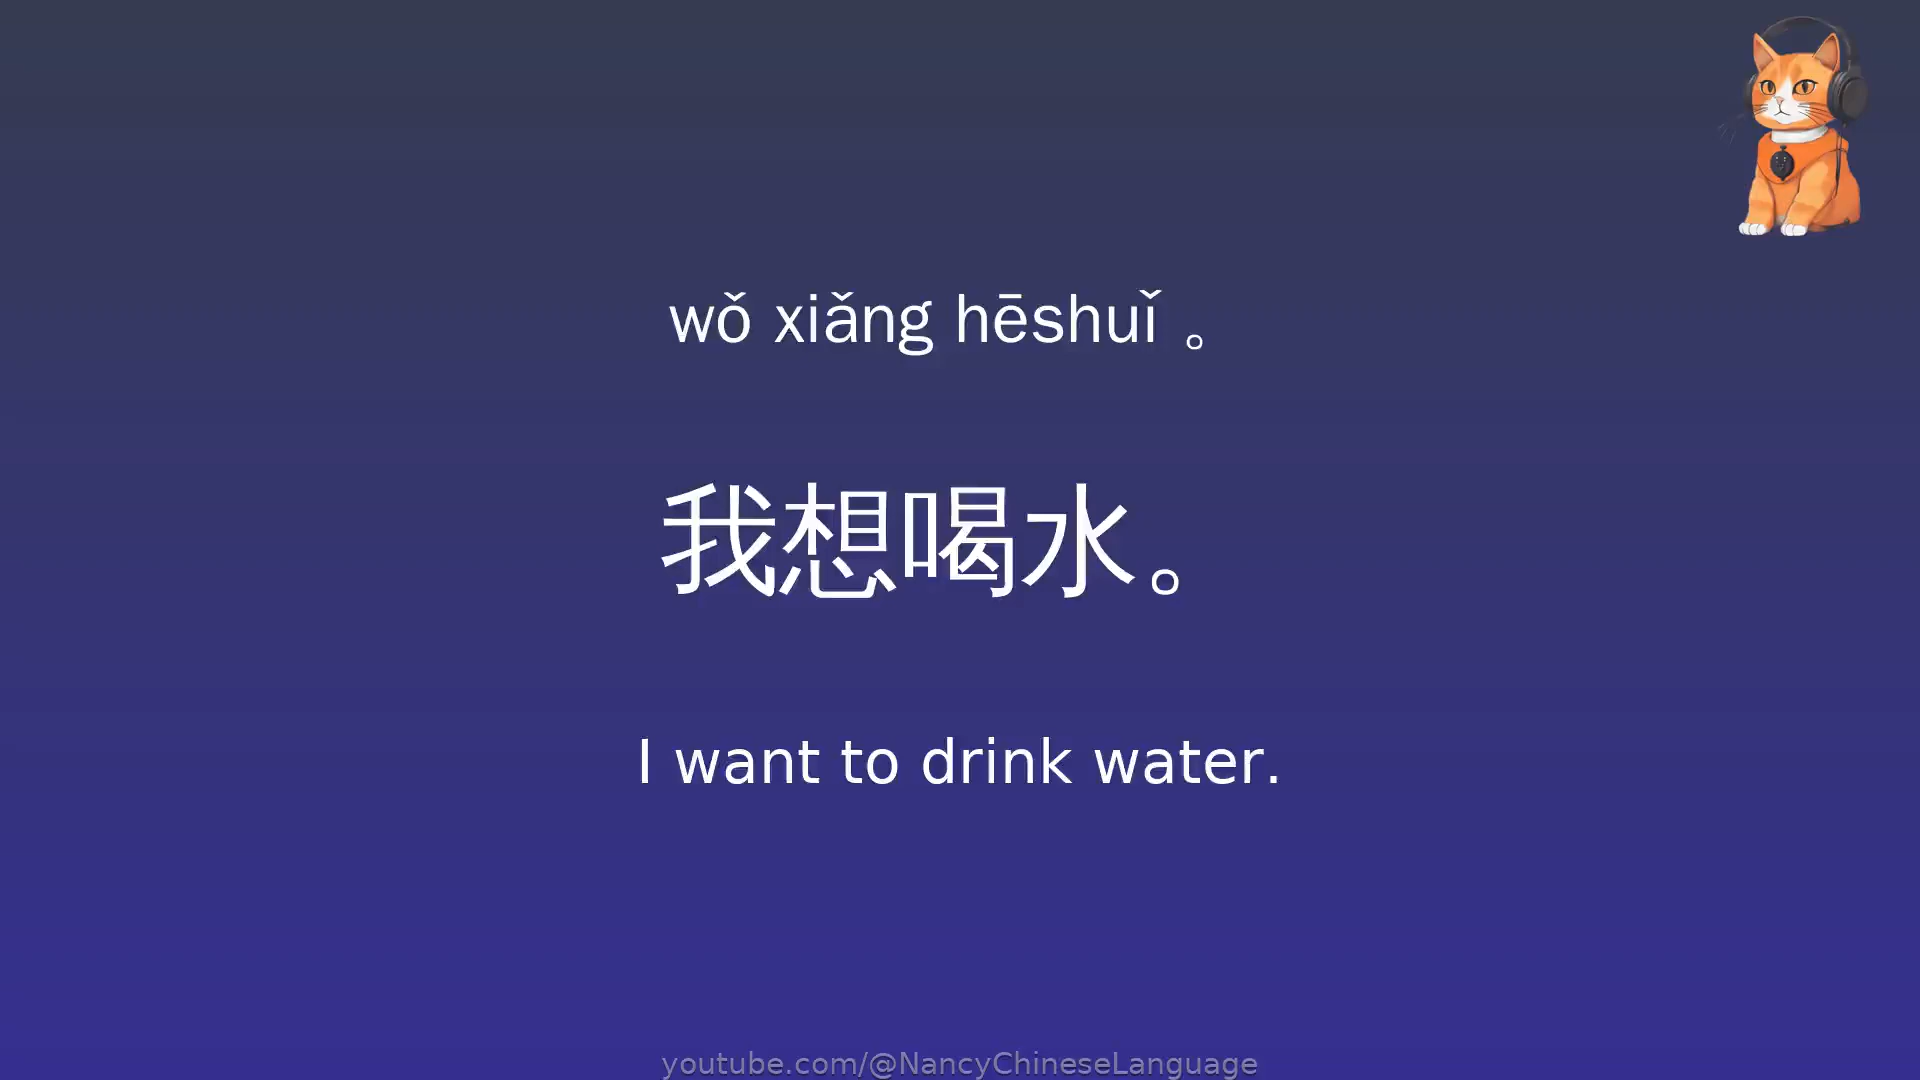 wǒ xiǎng hēshuǐ 。
我想喝水。
I want to drink water.
youtube.com/@NancyChineseLanguage